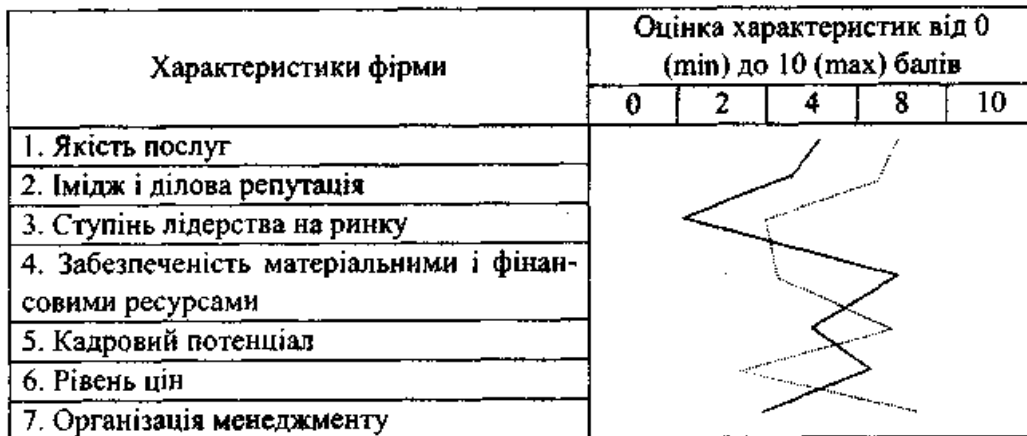 Характеристики фірми
Оцінка характеристик від 0
(min) до 10 (max) балів
0 2 4 8 10
1. Якість послуг
2. Імідж і ділова репутація
3. Ступінь лідерства на ринку
4. Забезпеченість матеріальними і фінан-
совими ресурсами
5. Кадровий потенціал
6. Рівень цін
7. Організація менеджменту